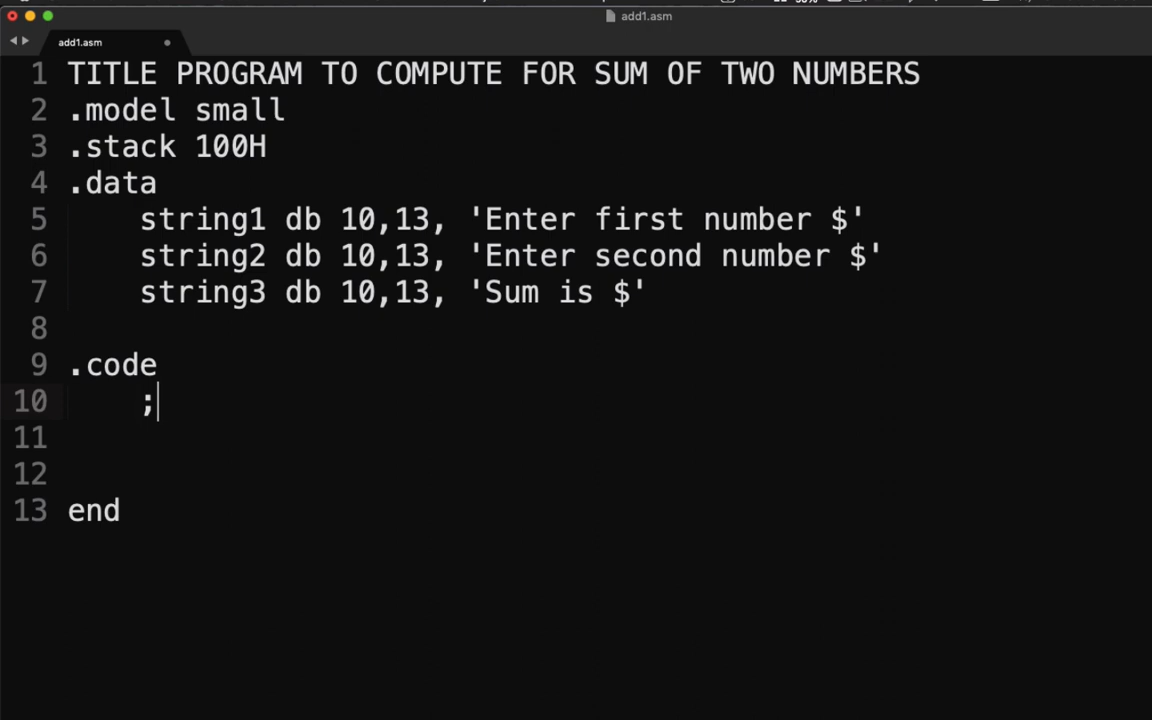 add1.asm
add1.asm
1 TITLE PROGRAM TO COMPUTE FOR SUM OF TWO NUMBERS
2 .model small
3 .stack 100H
4 .data
5 string1 db 10,13, 'Enter first number $'
6 string2 db 10,13, 'Enter second number $'
7 string3 db 10,13, 'Sum is $'
8
9 .code
10 ;
11
12
13 end